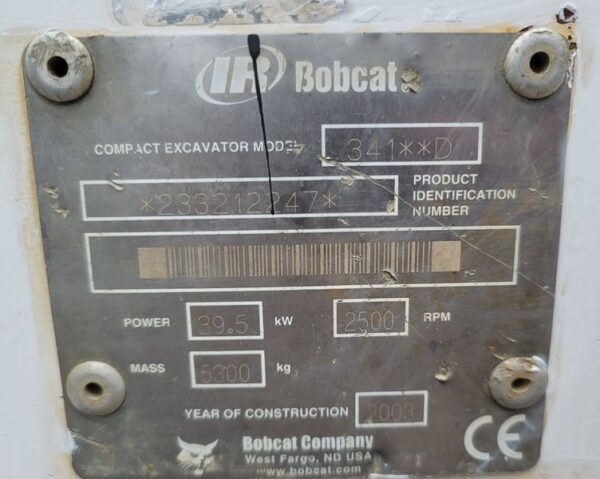 IR Bobcat
COMPACT EXCAVATOR MODEL 341**D
*233212247* PRODUCT IDENTIFICATION NUMBER
POWER 39.5 kW 2500 RPM
MASS 5300 kg
YEAR OF CONSTRUCTION 2003
Bobcat Company
West Fargo, ND USA
www.bobcat.com
CE